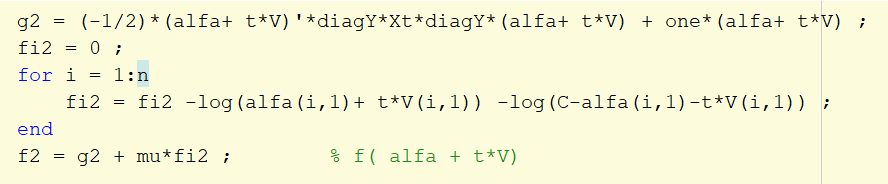 g2 = (-1/2)*(alfa+ t*V)'*diagY*Xt*diagY*(alfa+ t*V) + one*(alfa+ t*V) ;
fi2 = 0 ;
for i = 1:n
    fi2 = fi2 -log(alfa(i,1)+ t*V(i,1)) -log(C-alfa(i,1)-t*V(i,1)) ;
end
f2 = g2 + mu*fi2 ;       % f( alfa + t*V)